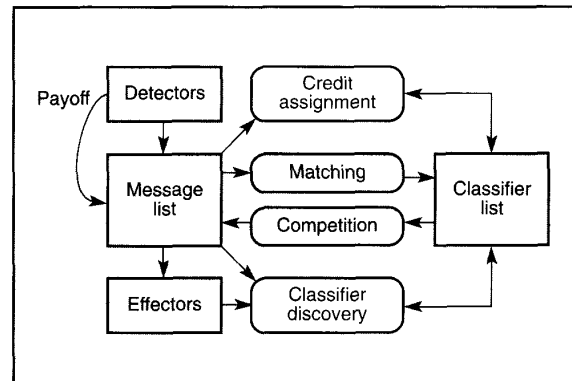 Payoff
Detectors
Credit
assignment
Message
list
Matching
Classifier
list
Competition
Effectors
Classifier
discovery